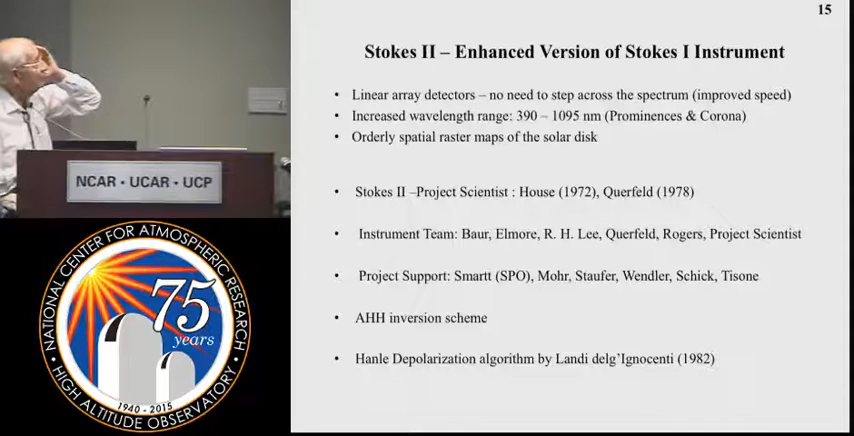 15
Stokes II – Enhanced Version of Stokes I Instrument
• Linear array detectors – no need to step across the spectrum (improved speed)
• Increased wavelength range: 390 – 1095 nm (Prominences & Corona)
• Orderly spatial raster maps of the solar disk
• Stokes II –Project Scientist : House (1972), Querfeld (1978)
• Instrument Team: Baur, Elmore, R. H. Lee, Querfeld, Rogers, Project Scientist
• Project Support: Smartt (SPO), Mohr, Staufer, Wendler, Schick, Tisone
• AHH inversion scheme
• Hanle Depolarization algorithm by Landi delg’Ignocenti (1982)
NCAR • UCAR • UCP
NATIONAL CENTER FOR ATMOSPHERIC RESEARCH
75
years
1940 - 2015
HIGH ALTITUDE OBSERVATORY